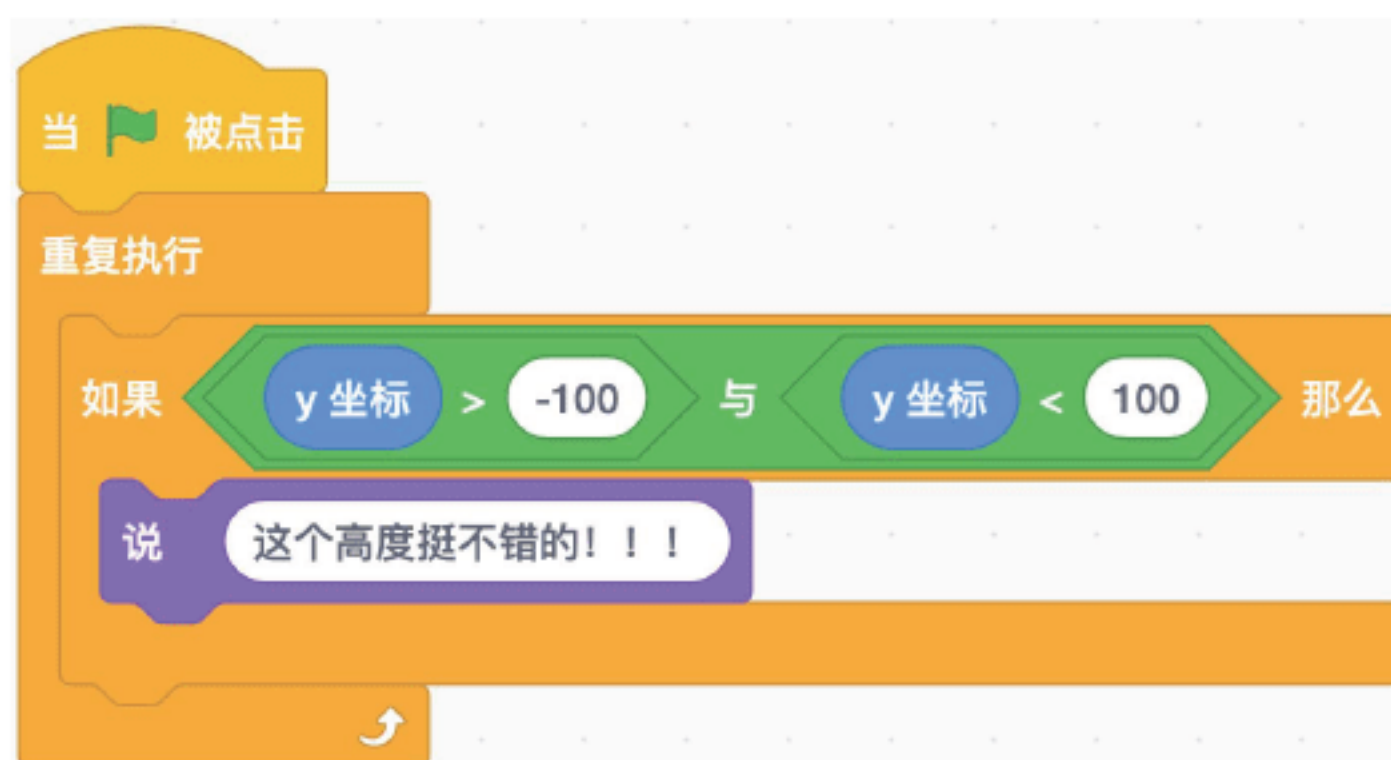 当 被点击
重复执行
如果 y 坐标 > -100 与 y 坐标 < 100 那么
说 这个高度挺不错的！！！